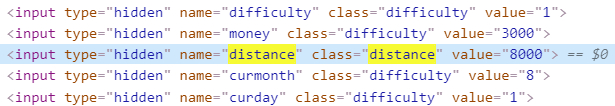 <input type="hidden" name="difficulty" class="difficulty" value="1">
<input type="hidden" name="money" class="difficulty" value="3000">
<input type="hidden" name="distance" class="distance" value="8000"> == $0
<input type="hidden" name="curmonth" class="difficulty" value="8">
<input type="hidden" name="curday" class="difficulty" value="1">